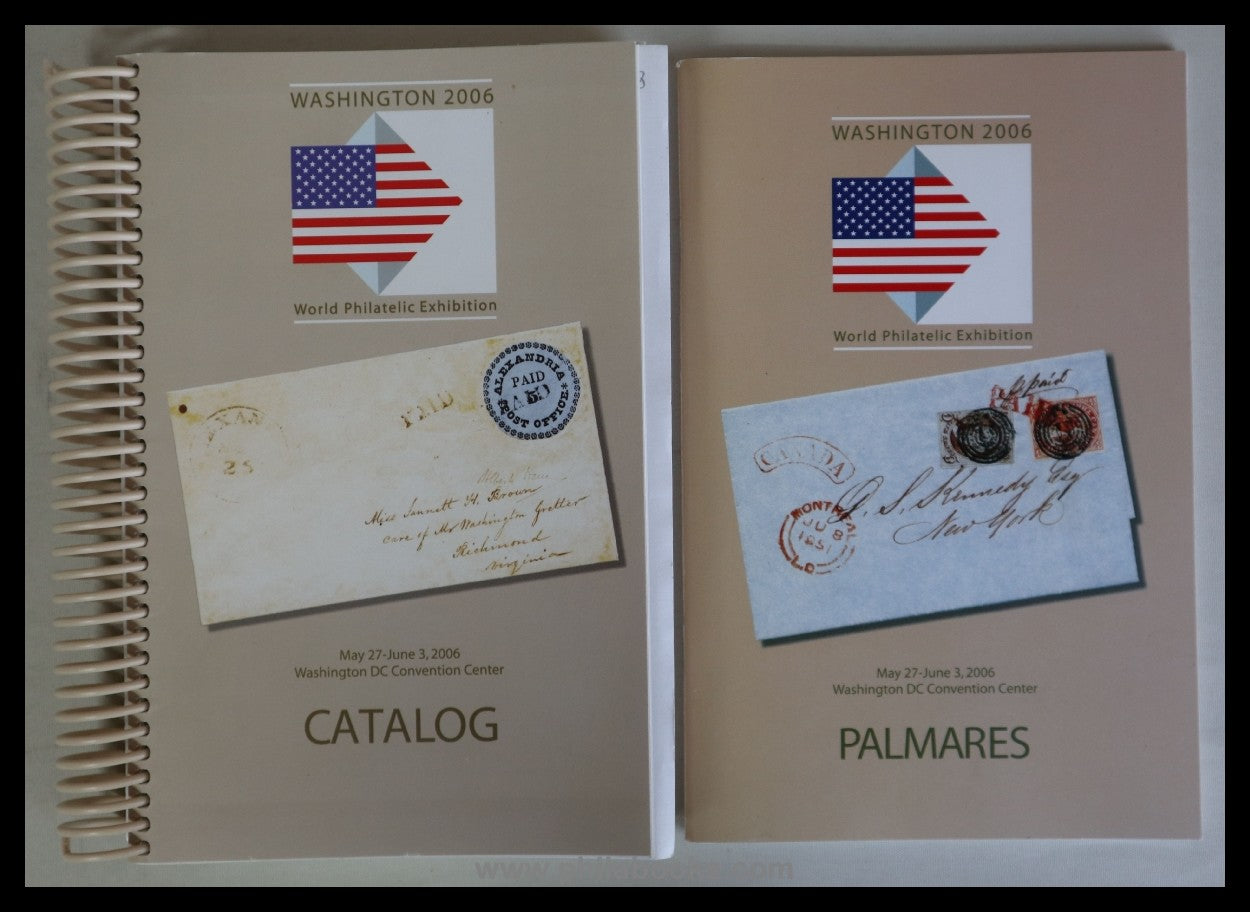 WASHINGTON 2006
World Philatelic Exhibition
ALEXANDRIA
PAID
POST OFFICE
PAID
25
Miss Jannett H. Brown
care of Mr Washington Gretter
Richmond
Virginia
May 27-June 3, 2006
Washington DC Convention Center
CATALOG
WASHINGTON 2006
World Philatelic Exhibition
paid
CANADA
MONTREAL
JU 8
1851
L.C
D. S. Kennedy Esq
New York
May 27-June 3, 2006
Washington DC Convention Center
PALMARES